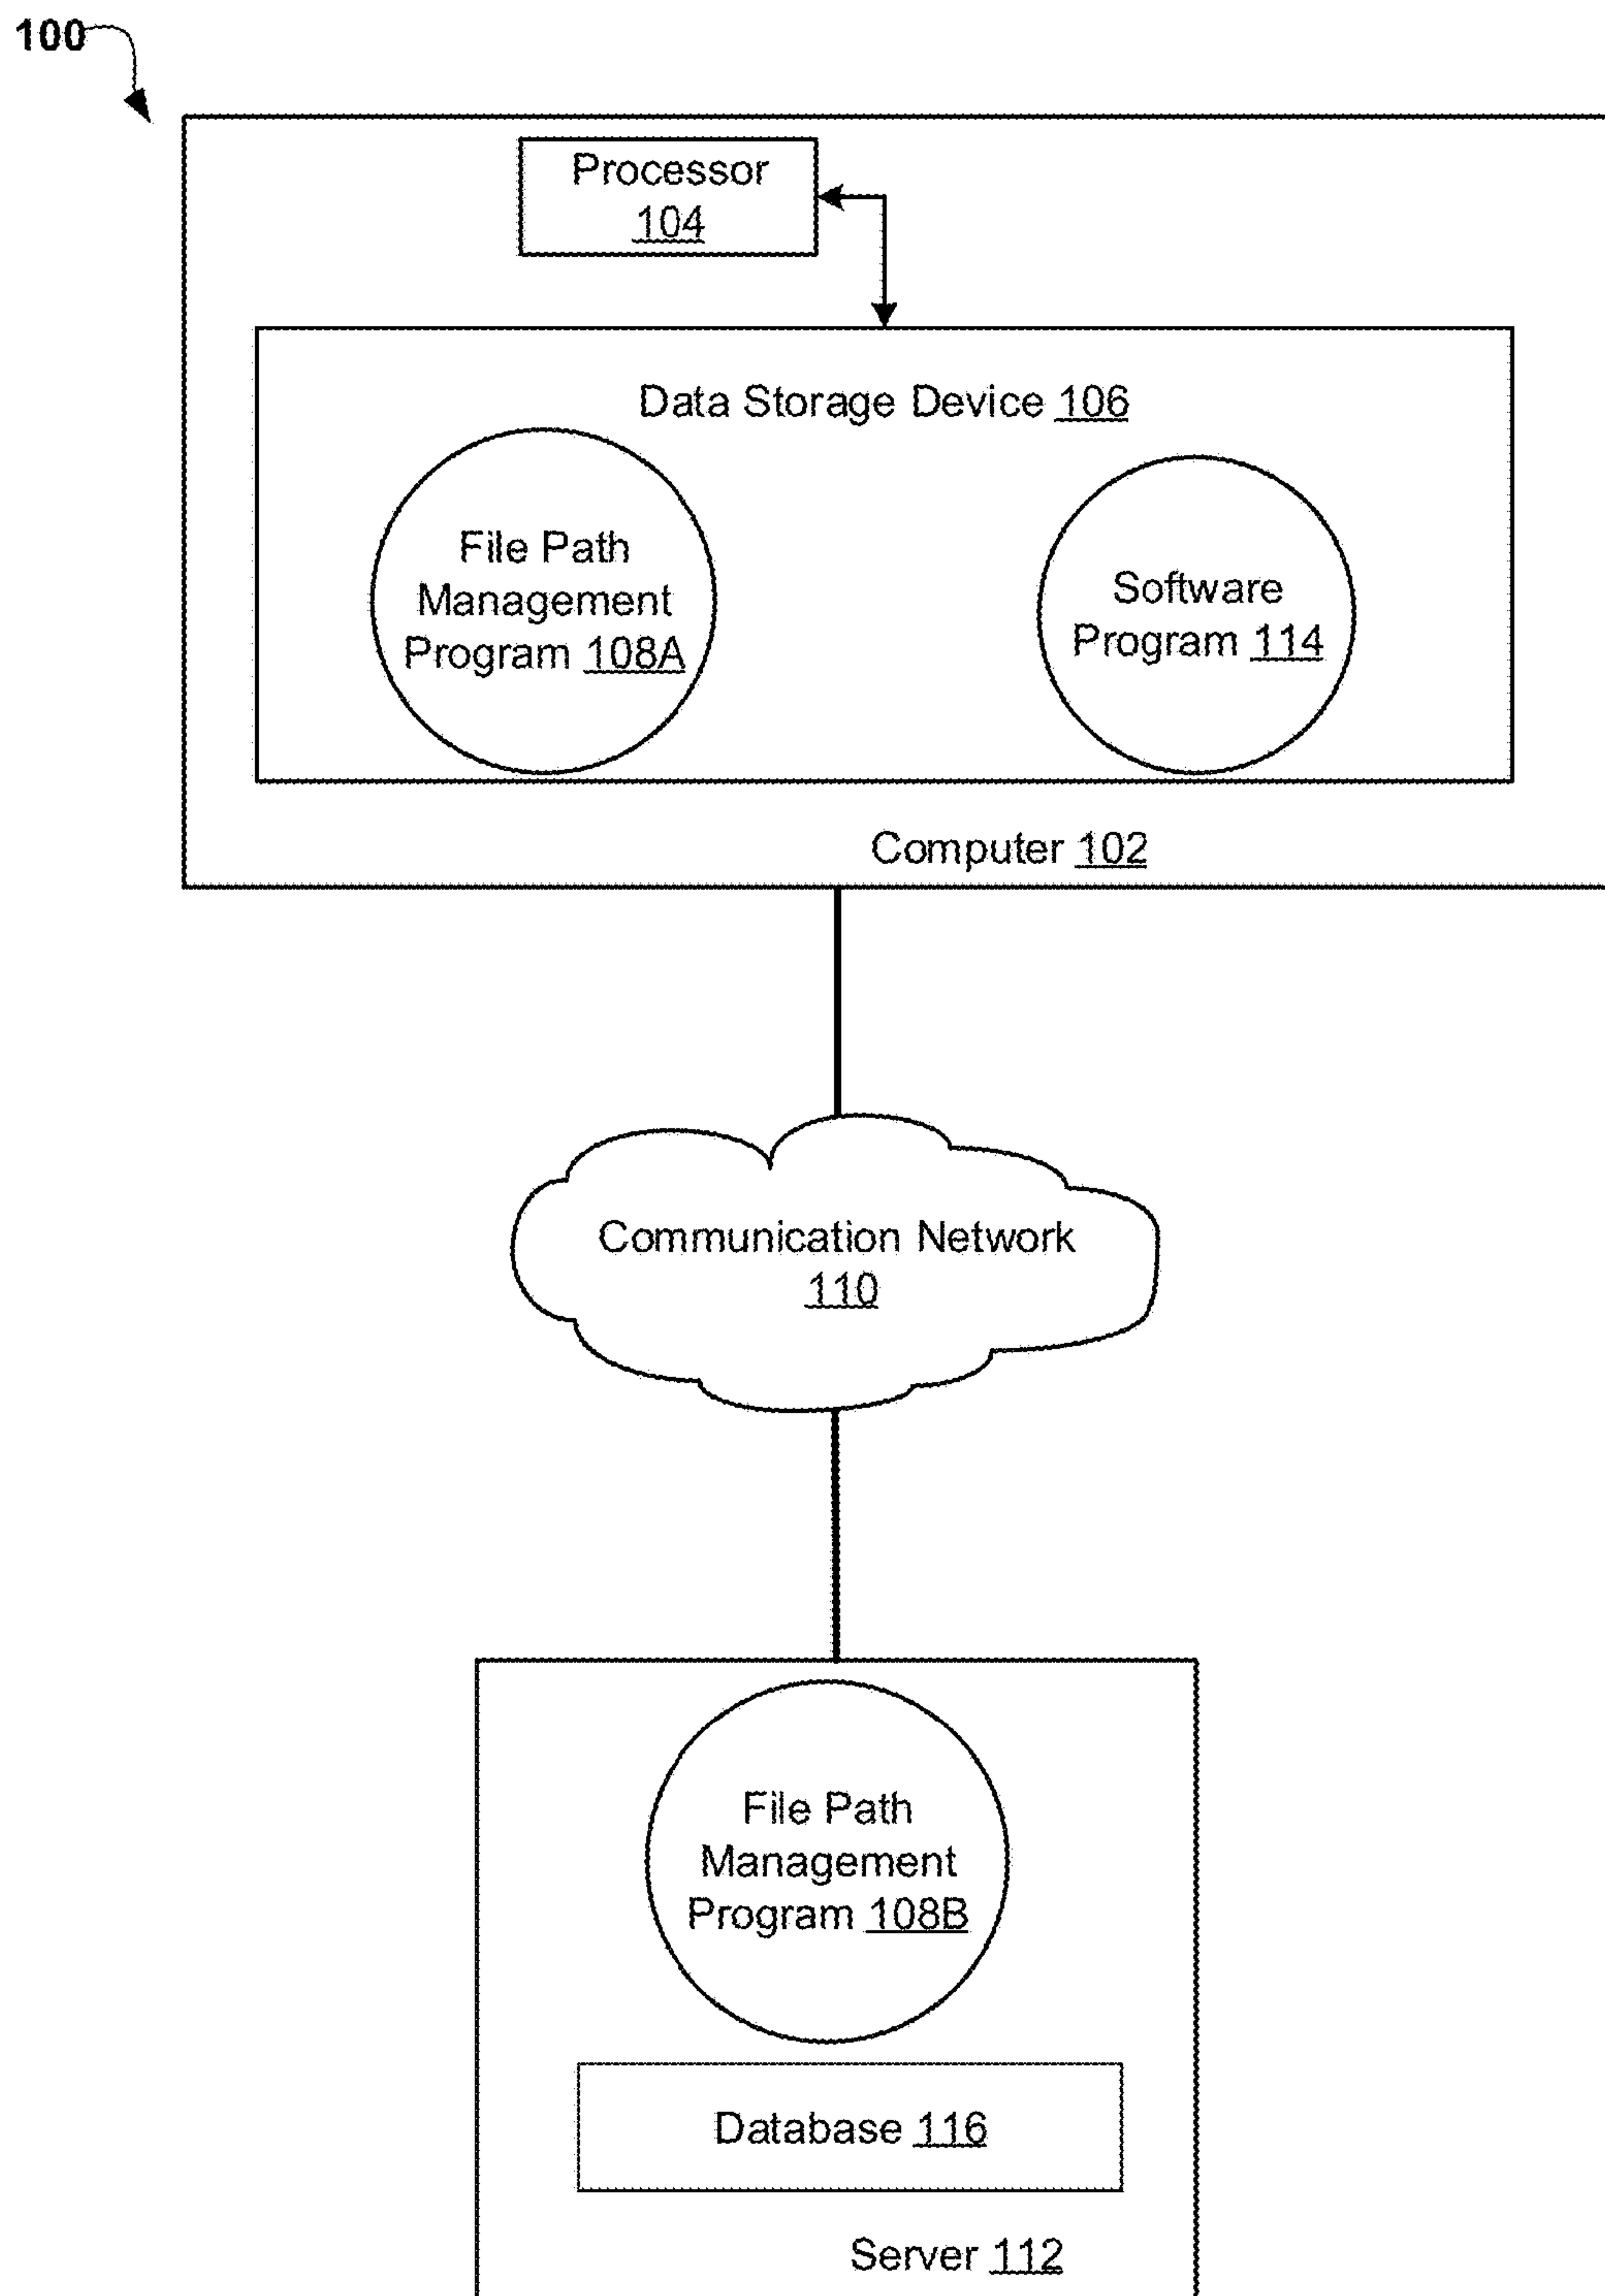 100
Processor
104
Data Storage Device 106
File Path
Management
Program 108A
Software
Program 114
Computer 102
Communication Network
110
File Path
Management
Program 108B
Database 116
Server 112